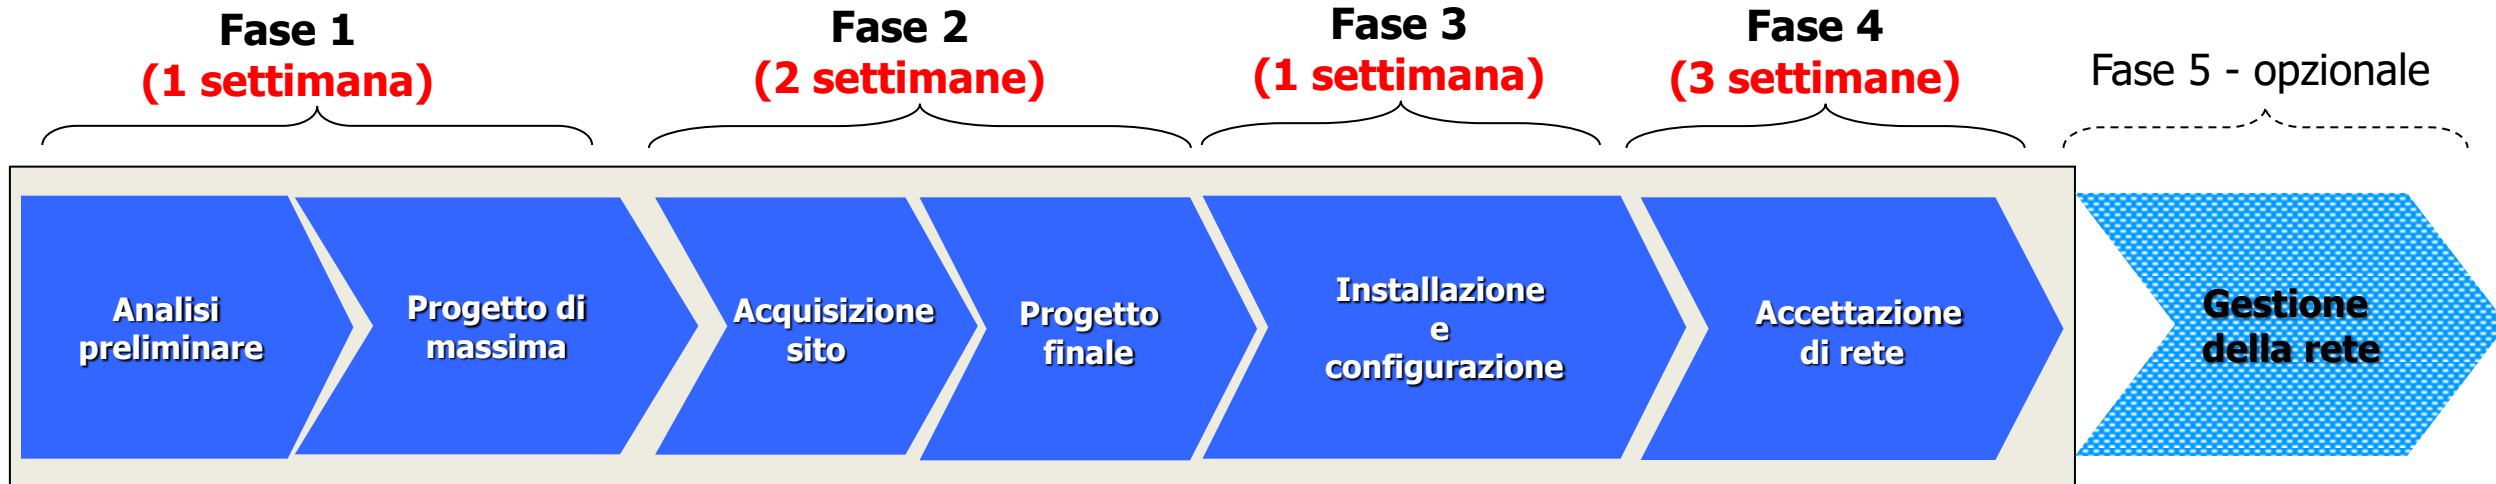 Fase 1
(1 settimana)
Fase 2
(2 settimane)
Fase 3
(1 settimana)
Fase 4
(3 settimane)
Fase 5 - opzionale
Analisi
preliminare
Progetto di
massima
Acquisizione
sito
Progetto
finale
Installazione
e
configurazione
Accettazione
di rete
Gestione
della rete